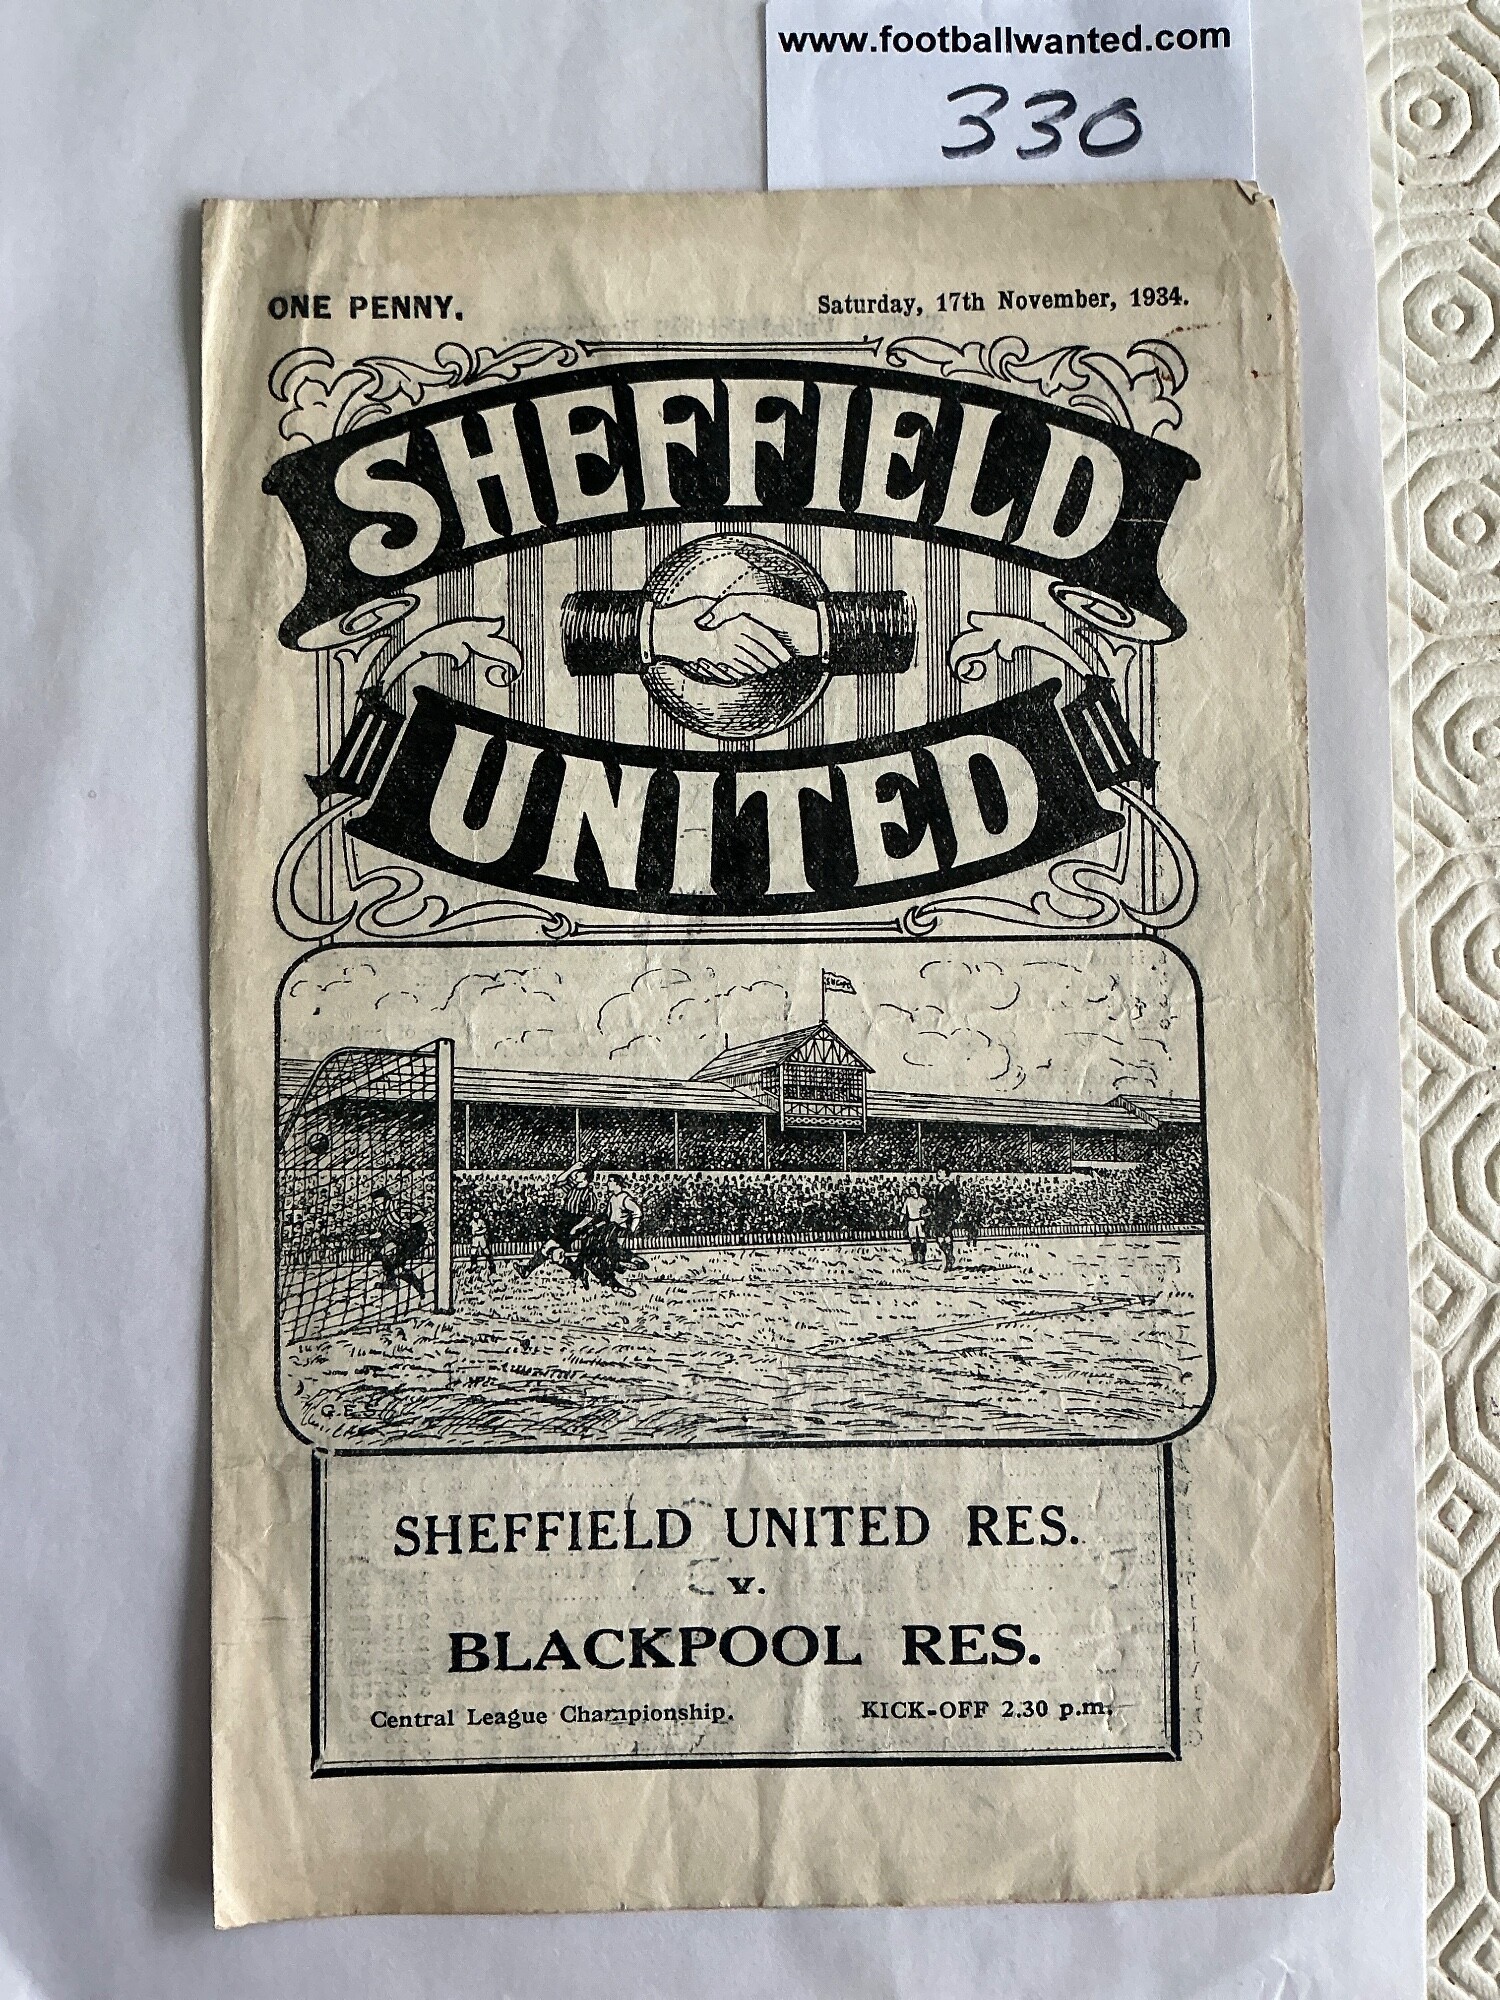 www.footballwanted.com
330
ONE PENNY.
Saturday, 17th November, 1934.
SHEFFIELD
UNITED
G.E.S.
SHEFFIELD UNITED RES.
v.
BLACKPOOL RES.
Central League Championship.
KICK-OFF 2.30 p.m.